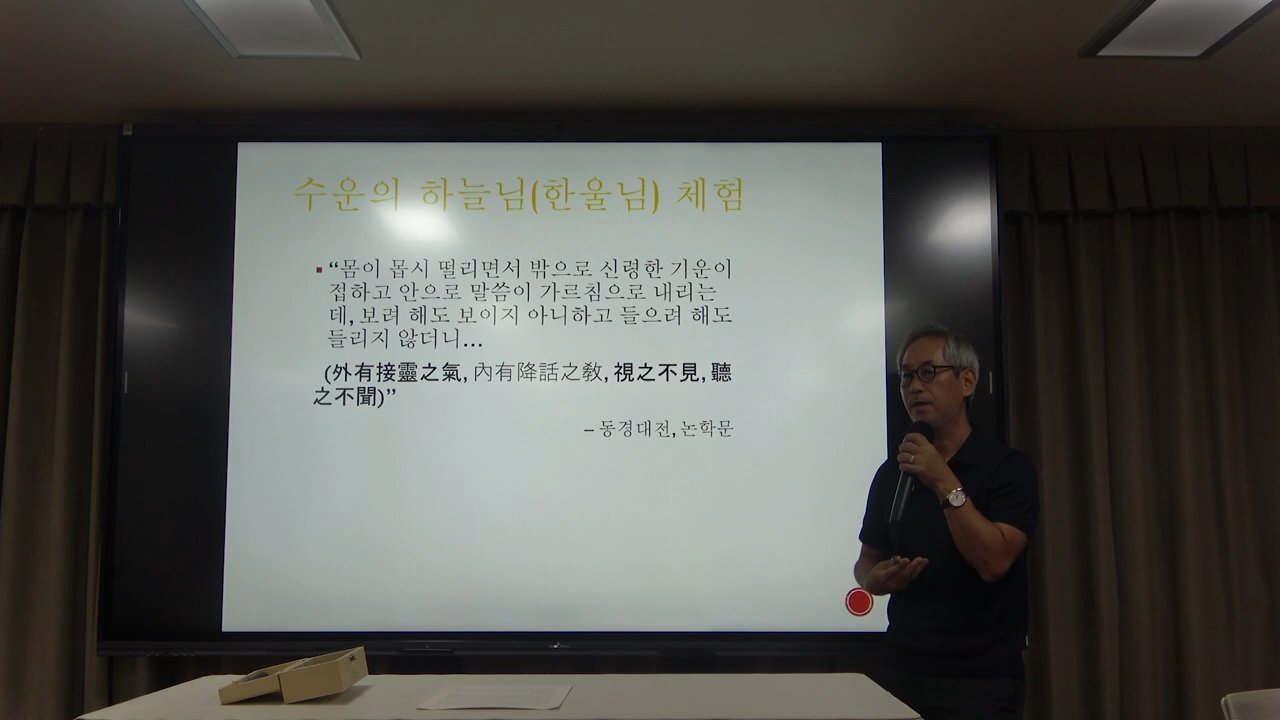 수운의 하늘님(한울님) 체험
▪“몸이 몹시 떨리면서 밖으로 신령한 기운이
접하고 안으로 말씀이 가르침으로 내리는
데, 보려 해도 보이지 아니하고 들으려 해도
들리지 않더니...
(外有接靈之氣, 內有降話之敎, 視之不見, 聽
之不聞)”
– 동경대전, 논학문